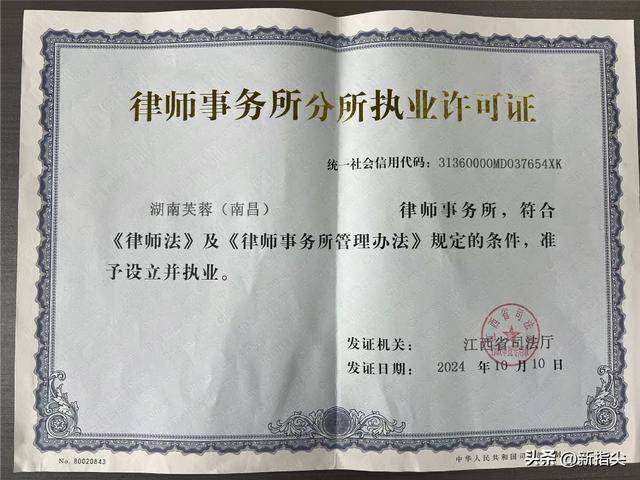 律师事务所分所执业许可证
统一社会信用代码：31360000MD037654XK
湖南芙蓉（南昌） 律师事务所，符合
《律师法》及《律师事务所管理办法》规定的条件，准
予设立并执业。
发证机关： 江西省司法厅
发证日期： 2024 年 10 月 10 日
No. 80020843
中华人民共和国司
头条 @新指尖